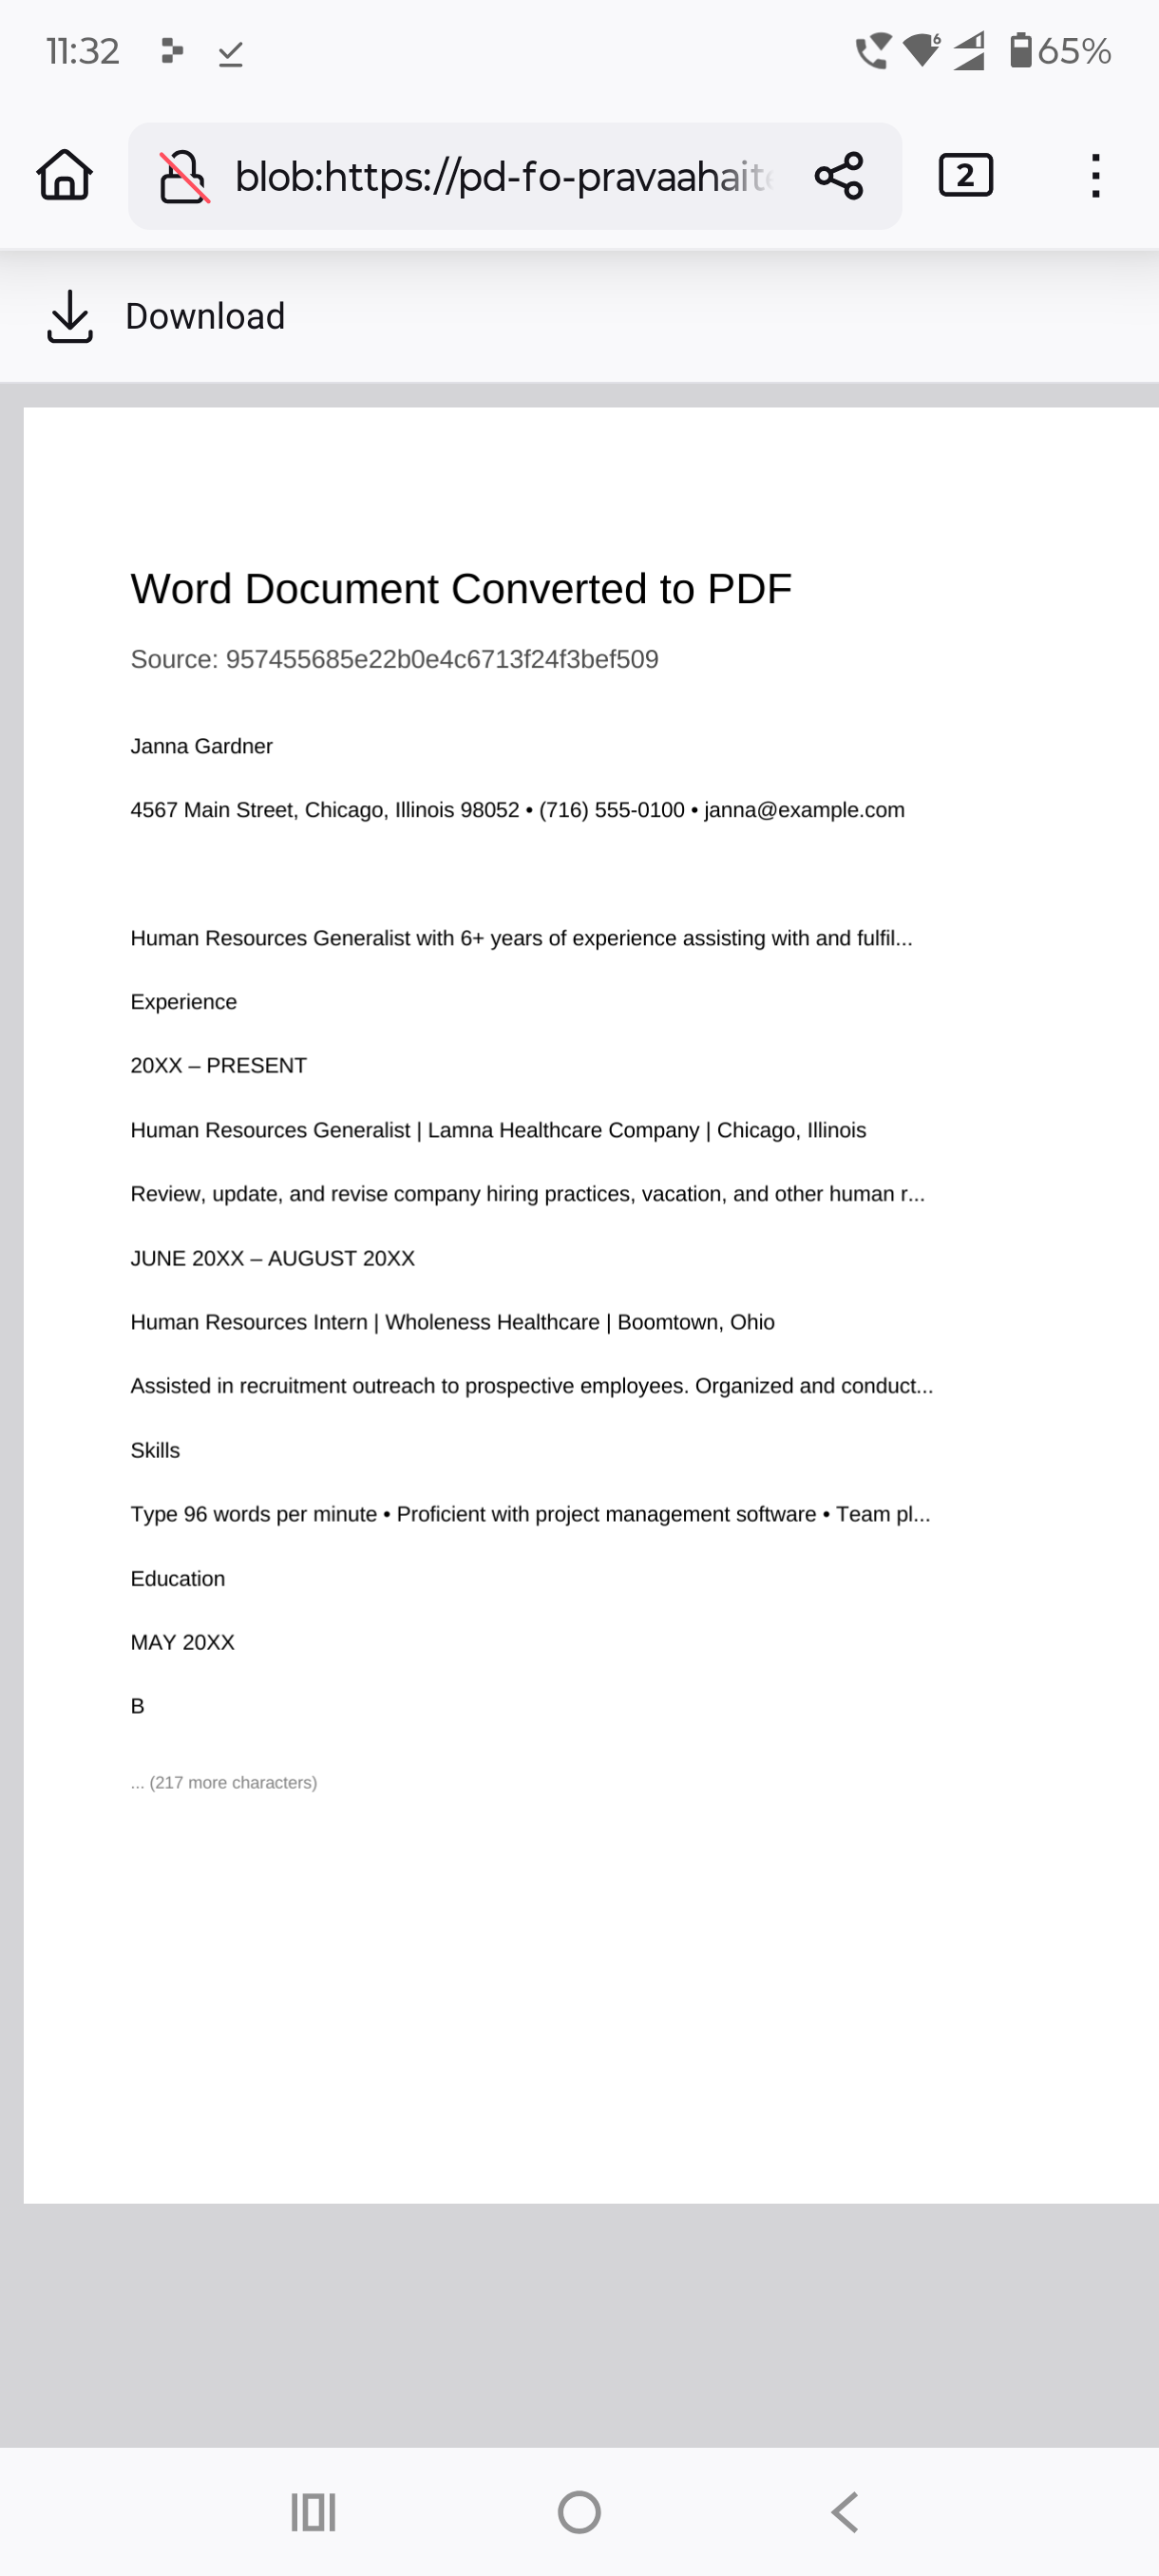 11:32
6
65%
blob:https://pd-fo-pravaahait
2
Download
Word Document Converted to PDF
Source: 957455685e22b0e4c6713f24f3bef509
Janna Gardner
4567 Main Street, Chicago, Illinois 98052 • (716) 555-0100 • janna@example.com
Human Resources Generalist with 6+ years of experience assisting with and fulfil...
Experience
20XX – PRESENT
Human Resources Generalist | Lamna Healthcare Company | Chicago, Illinois
Review, update, and revise company hiring practices, vacation, and other human r...
JUNE 20XX – AUGUST 20XX
Human Resources Intern | Wholeness Healthcare | Boomtown, Ohio
Assisted in recruitment outreach to prospective employees. Organized and conduct...
Skills
Type 96 words per minute • Proficient with project management software • Team pl...
Education
MAY 20XX
B
... (217 more characters)